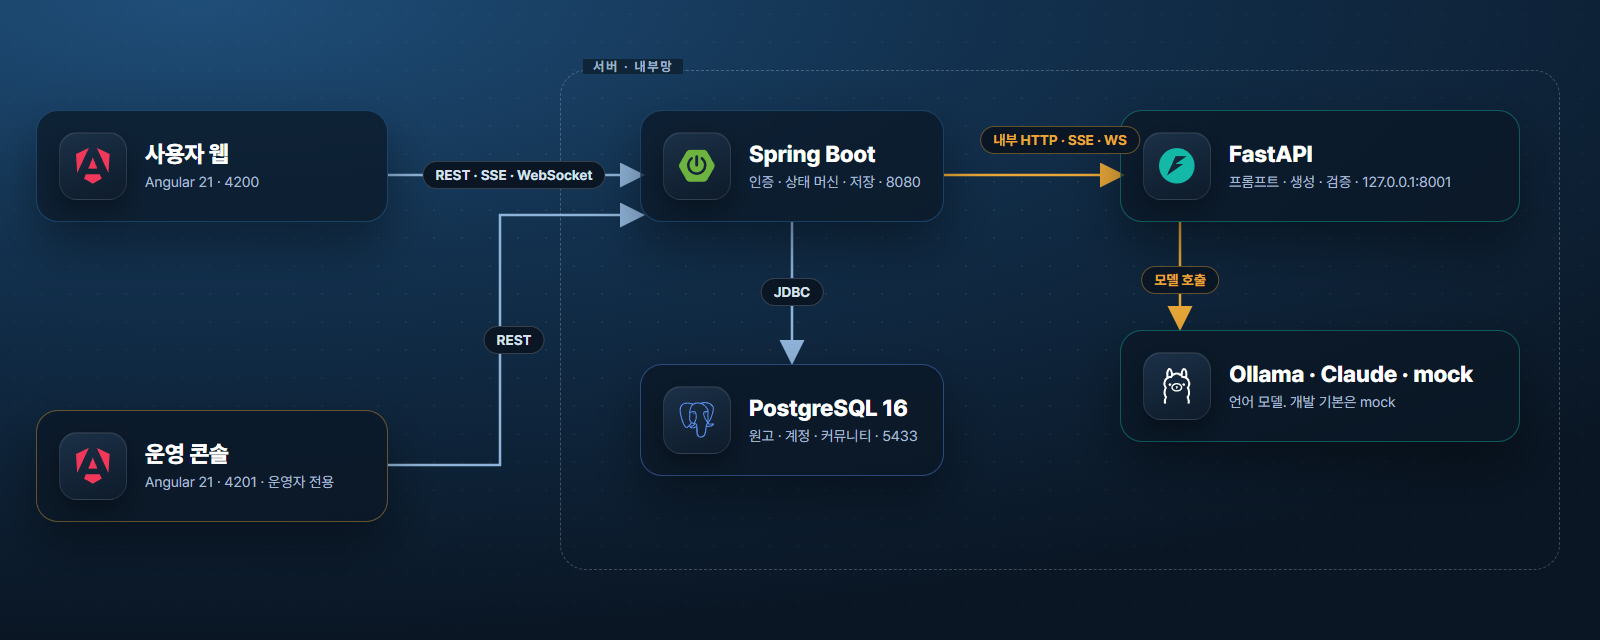 서버 · 내부망
사용자 웹
Angular 21 · 4200
REST · SSE · WebSocket
Spring Boot
인증 · 상태 머신 · 저장 · 8080
내부 HTTP · SSE · WS
FastAPI
프롬프트 · 생성 · 검증 · 127.0.0.1:8001
JDBC
모델 호출
REST
PostgreSQL 16
원고 · 계정 · 커뮤니티 · 5433
Ollama · Claude · mock
언어 모델. 개발 기본은 mock
운영 콘솔
Angular 21 · 4201 · 운영자 전용